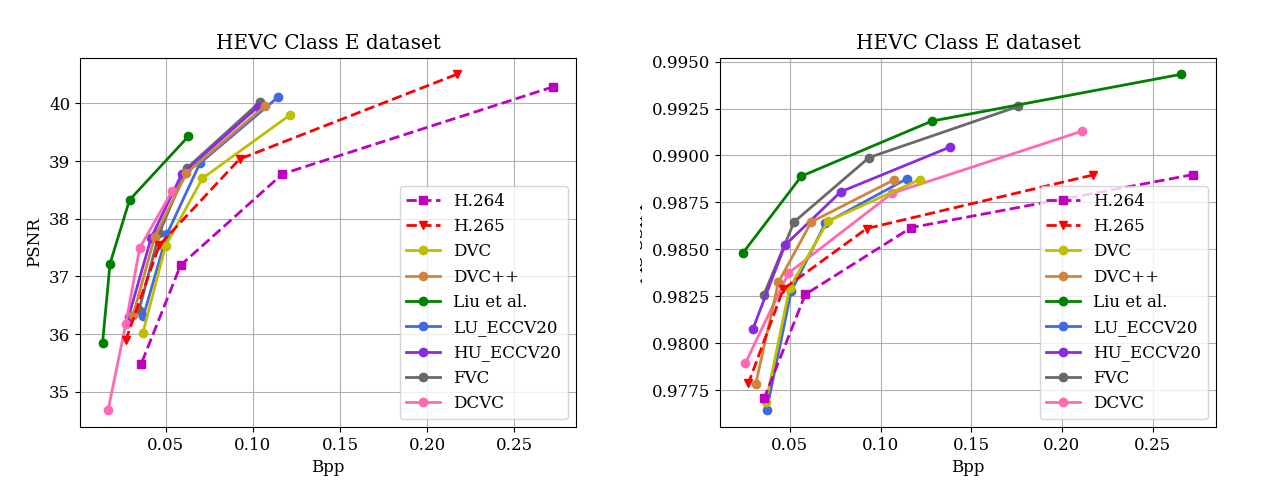 HEVC Class E dataset
PSNR
40
39
38
37
36
35
0.05 0.10 0.15 0.20 0.25
Bpp
H.264
H.265
DVC
DVC++
Liu et al.
LU_ECCV20
HU_ECCV20
FVC
DCVC
HEVC Class E dataset
0.9950
0.9925
0.9900
0.9875
0.9850
0.9825
0.9800
0.9775
0.05 0.10 0.15 0.20 0.25
Bpp
H.264
H.265
DVC
DVC++
Liu et al.
LU_ECCV20
HU_ECCV20
FVC
DCVC